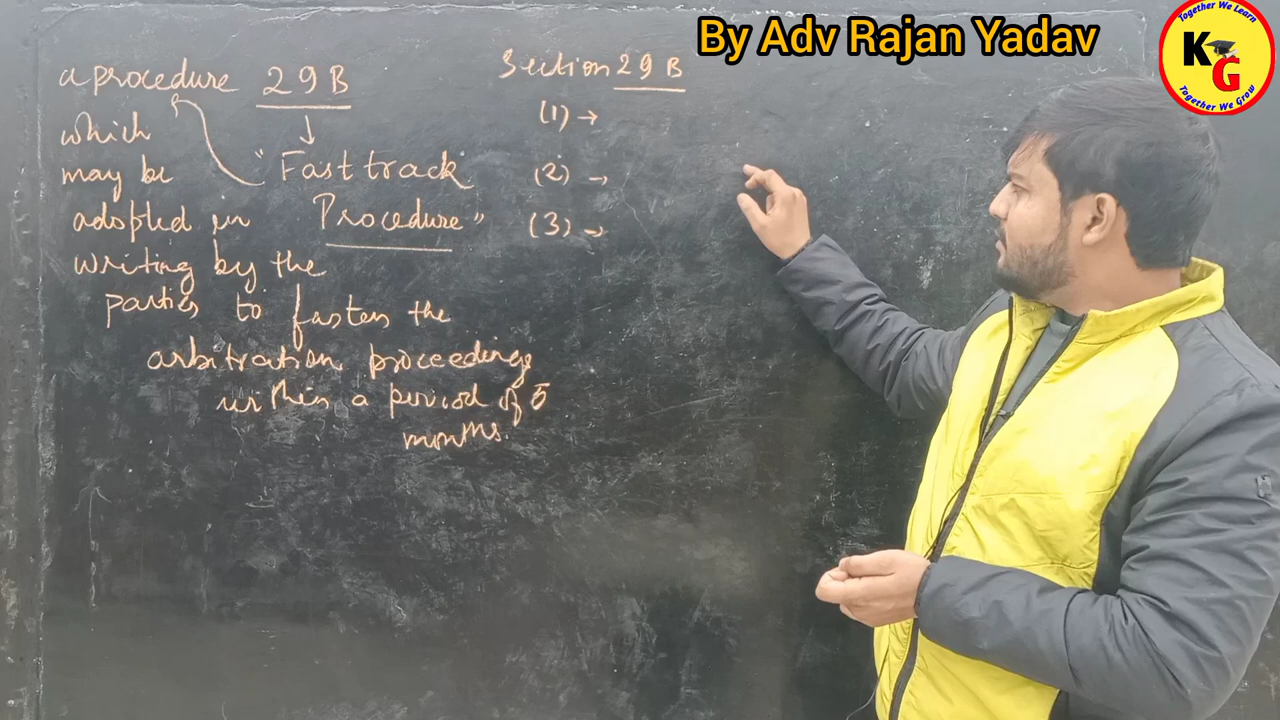 By Adv Rajan Yadav
Together We Learn
KG
Together We Grow
a procedure 29B
which
may be "Fast track
adopted in Procedure"
writing by the
parties to fasten the
arbitration proceedings
within a period of 6
months.
Section 29 B
(1) →
(2) →
(3) →